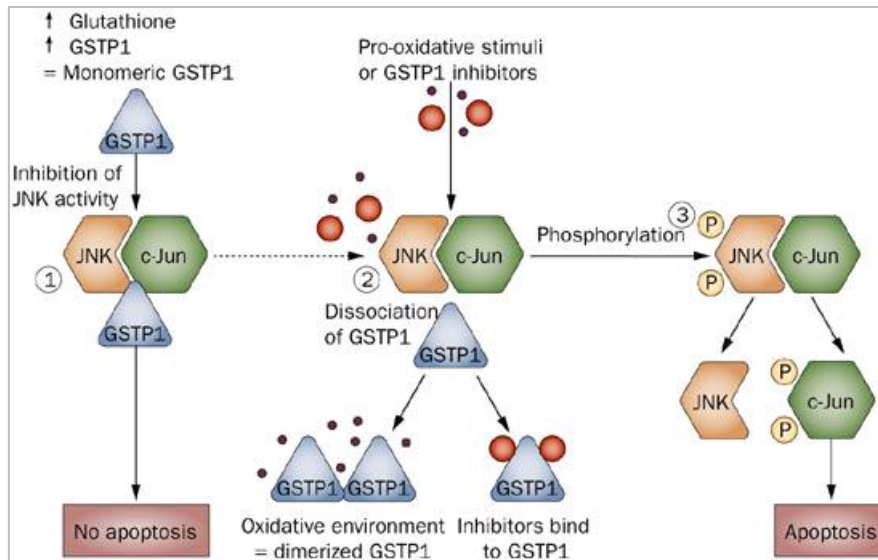 ↑ Glutathione
↑ GSTP1
= Monomeric GSTP1
GSTP1
Inhibition of
JNK activity
JNK
c-Jun
1
GSTP1
No apoptosis
Pro-oxidative stimuli
or GSTP1 inhibitors
JNK
c-Jun
2
Dissociation
of GSTP1
GSTP1
GSTP1
GSTP1
Oxidative environment
= dimerized GSTP1
GSTP1
Inhibitors bind
to GSTP1
Phosphorylation
3
P
P
JNK
c-Jun
JNK
P
P
c-Jun
Apoptosis